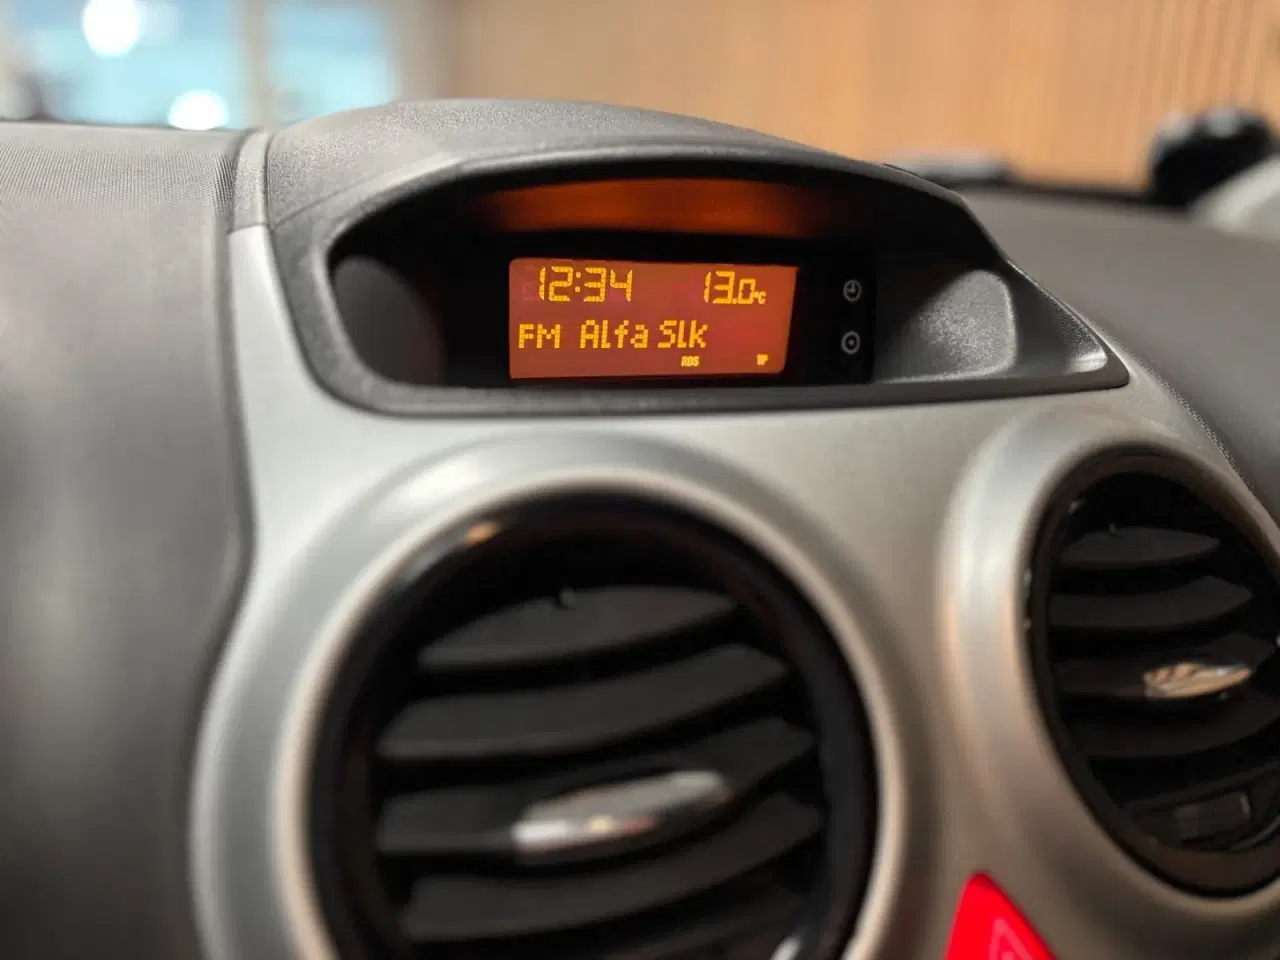 12:34 13.0°C
FM Alfa Slk
RDS TP